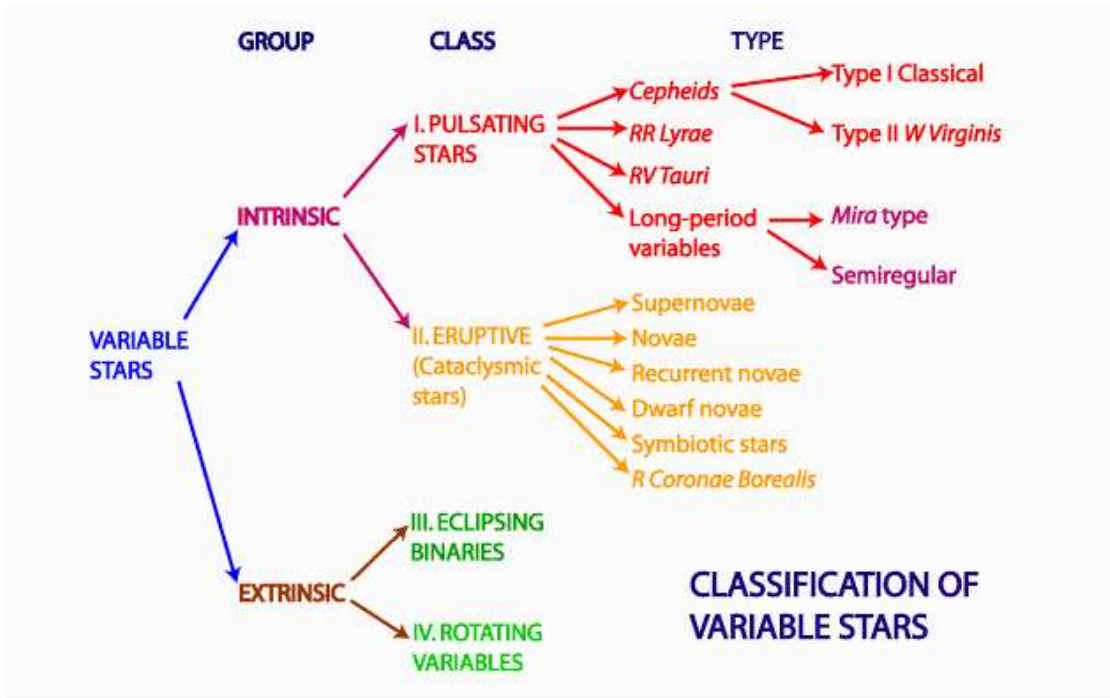 GROUP
CLASS
TYPE
VARIABLE
STARS
INTRINSIC
I. PULSATING
STARS
Cepheids
Type I Classical
Type II W Virginis
RR Lyrae
RV Tauri
Long-period
variables
Mira type
Semiregular
II. ERUPTIVE
(Cataclysmic
stars)
Supernovae
Novae
Recurrent novae
Dwarf novae
Symbiotic stars
R Coronae Borealis
EXTRINSIC
III. ECLIPSING
BINARIES
IV. ROTATING
VARIABLES
CLASSIFICATION OF
VARIABLE STARS